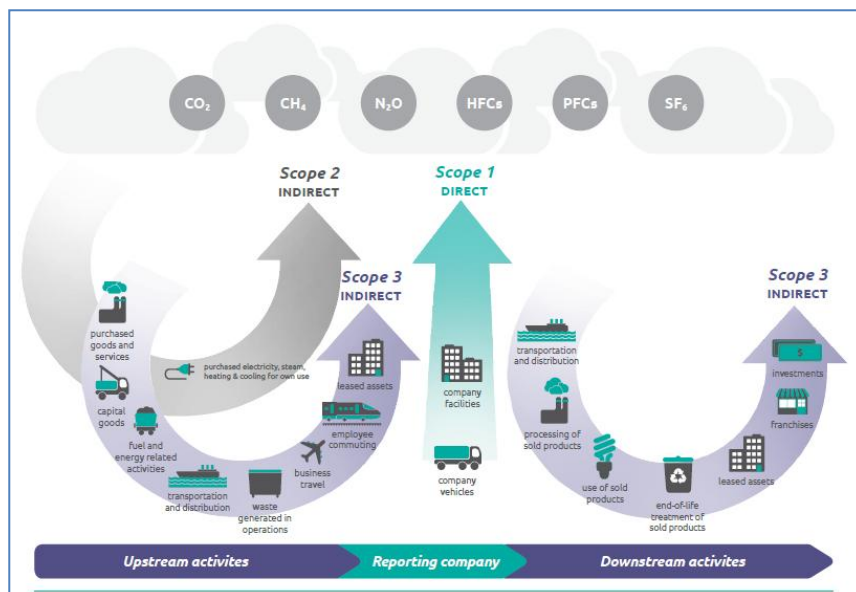 CO₂
CH₄
N₂O
HFCs
PFCs
SF₆
Scope 2
INDIRECT
Scope 1
DIRECT
Scope 3
INDIRECT
Scope 3
INDIRECT
purchased
goods and
services
capital
goods
fuel and
energy related
activities
purchased electricity, steam,
heating & cooling for own use
transportation
and distribution
waste
generated in
operations
business
travel
employee
commuting
leased assets
company
facilities
company
vehicles
transportation
and distribution
processing of
sold products
use of sold
products
end-of-life
treatment of
sold products
leased assets
franchises
$
investments
Upstream activites
Reporting company
Downstream activites